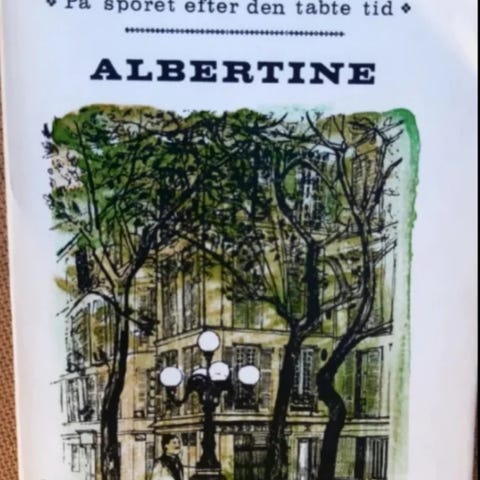 På sporet efter den tabte tid
ALBERTINE